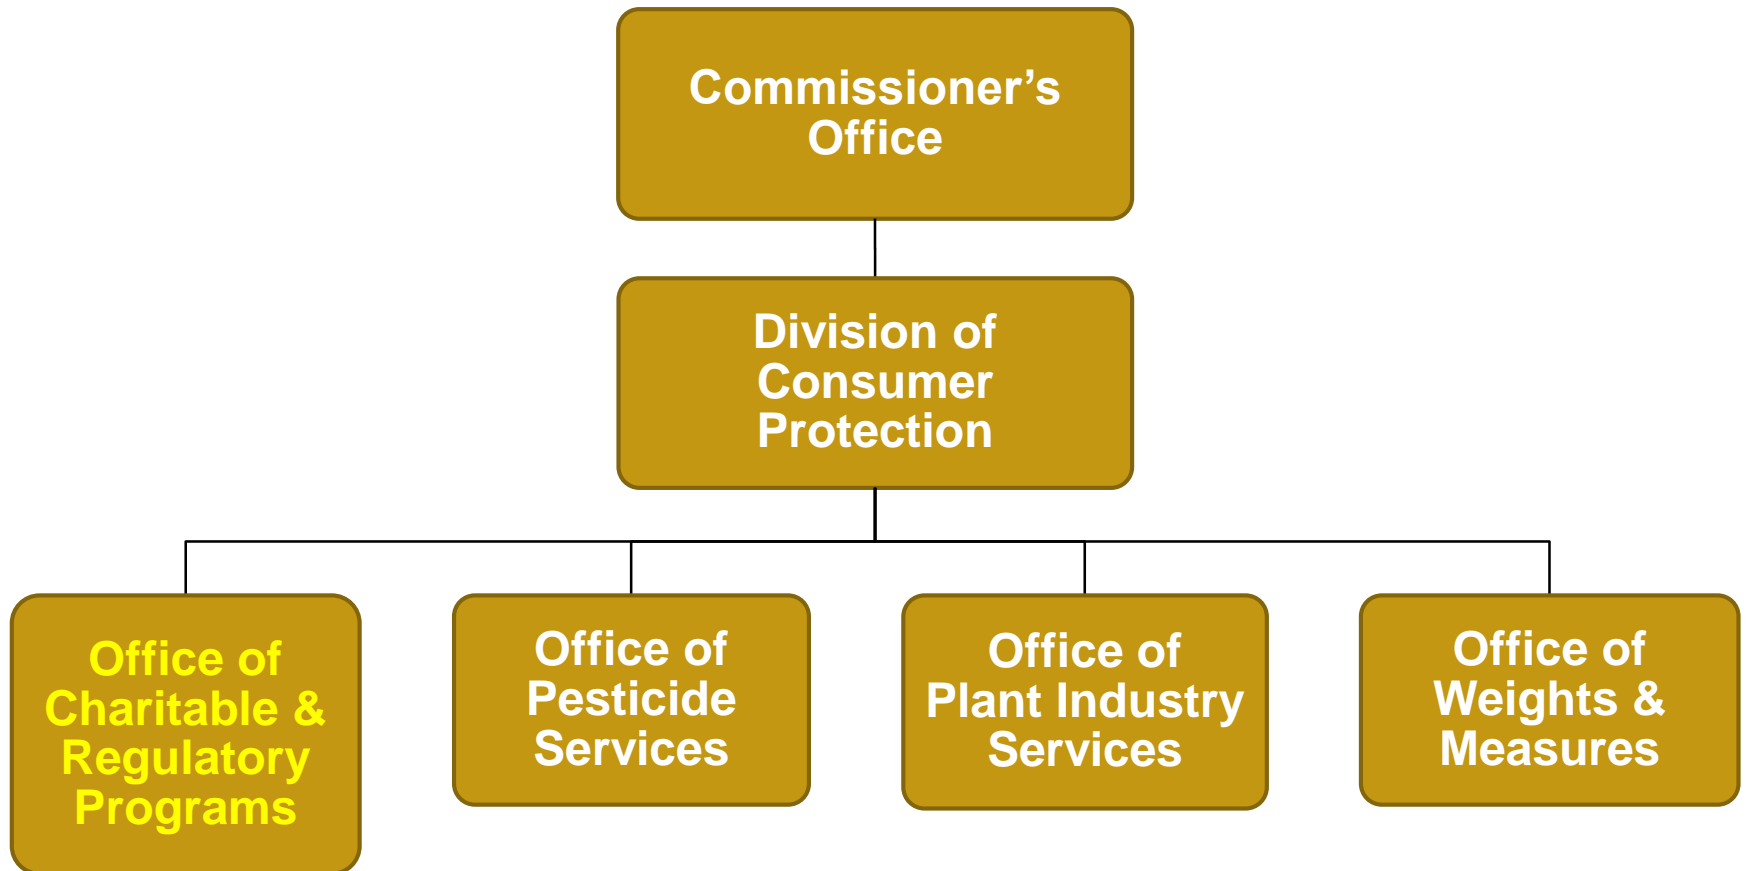 Commissioner’s
Office
Division of
Consumer
Protection
Office of
Charitable &
Regulatory
Programs
Office of
Pesticide
Services
Office of
Plant Industry
Services
Office of
Weights &
Measures